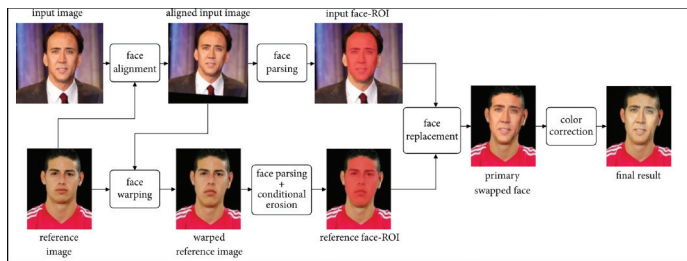 input image
aligned input image
input face-ROI
face
alignment
face
parsing
face
replacement
color
correction
primary
swapped face
final result
face
warping
face parsing
+
conditional
erosion
reference
image
warped
reference image
reference face-ROI